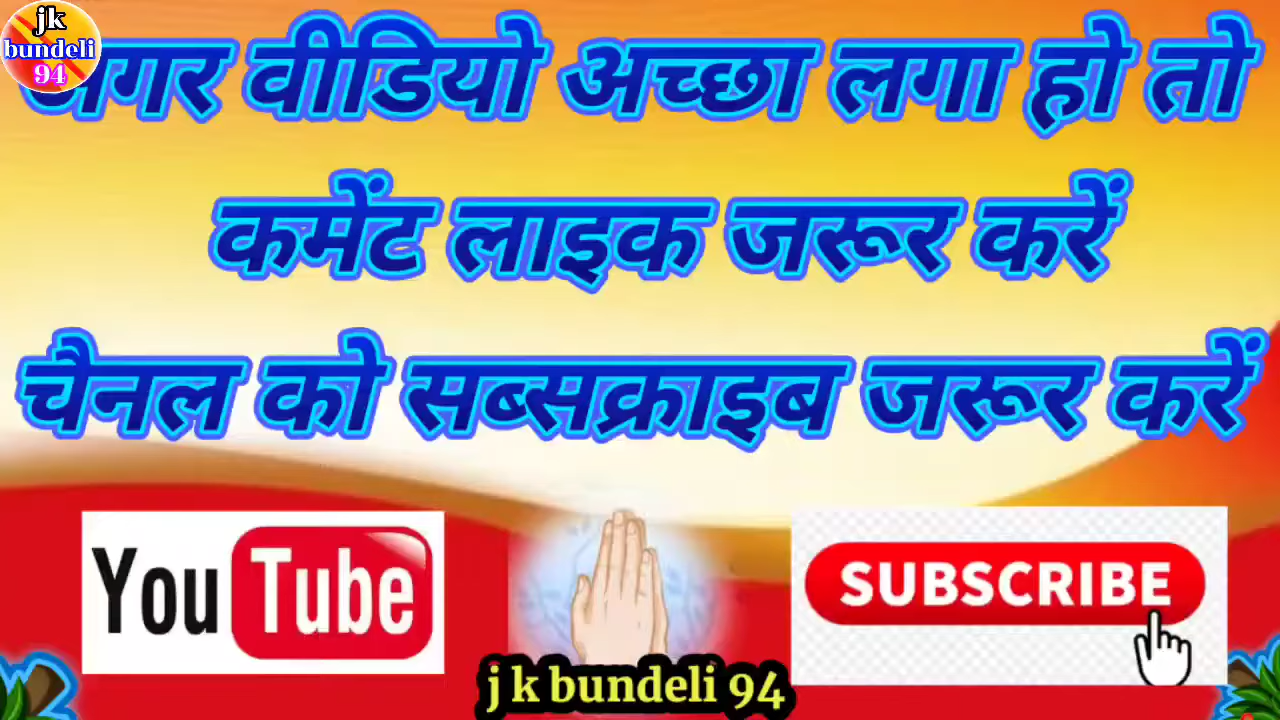 jk
bundeli
94
अगर वीडियो अच्छा लगा हो तो
कमेंट लाइक जरूर करें
चैनल को सब्सक्राइब जरूर करें
YouTube
SUBSCRIBE
j k bundeli 94